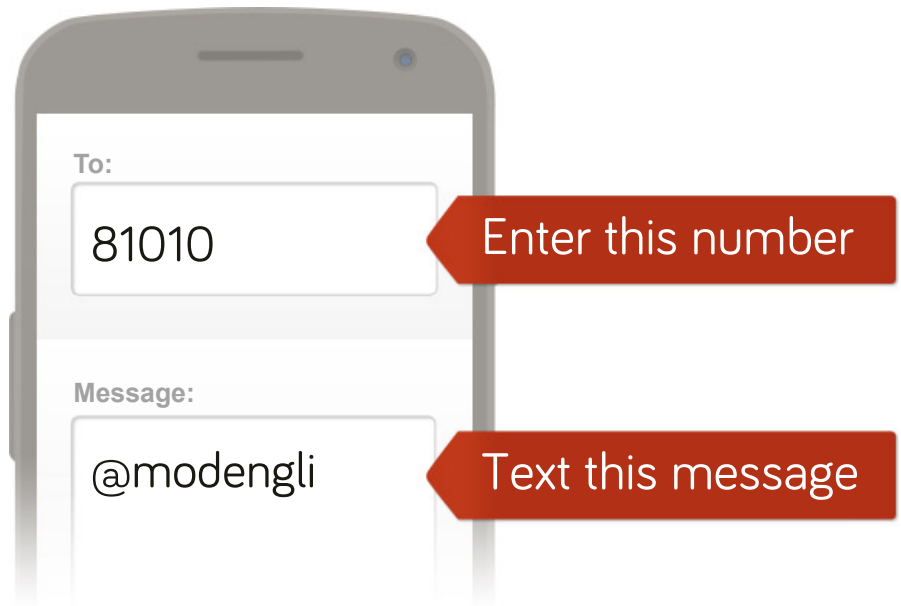 To:
81010
Enter this number
Message:
@modengli
Text this message